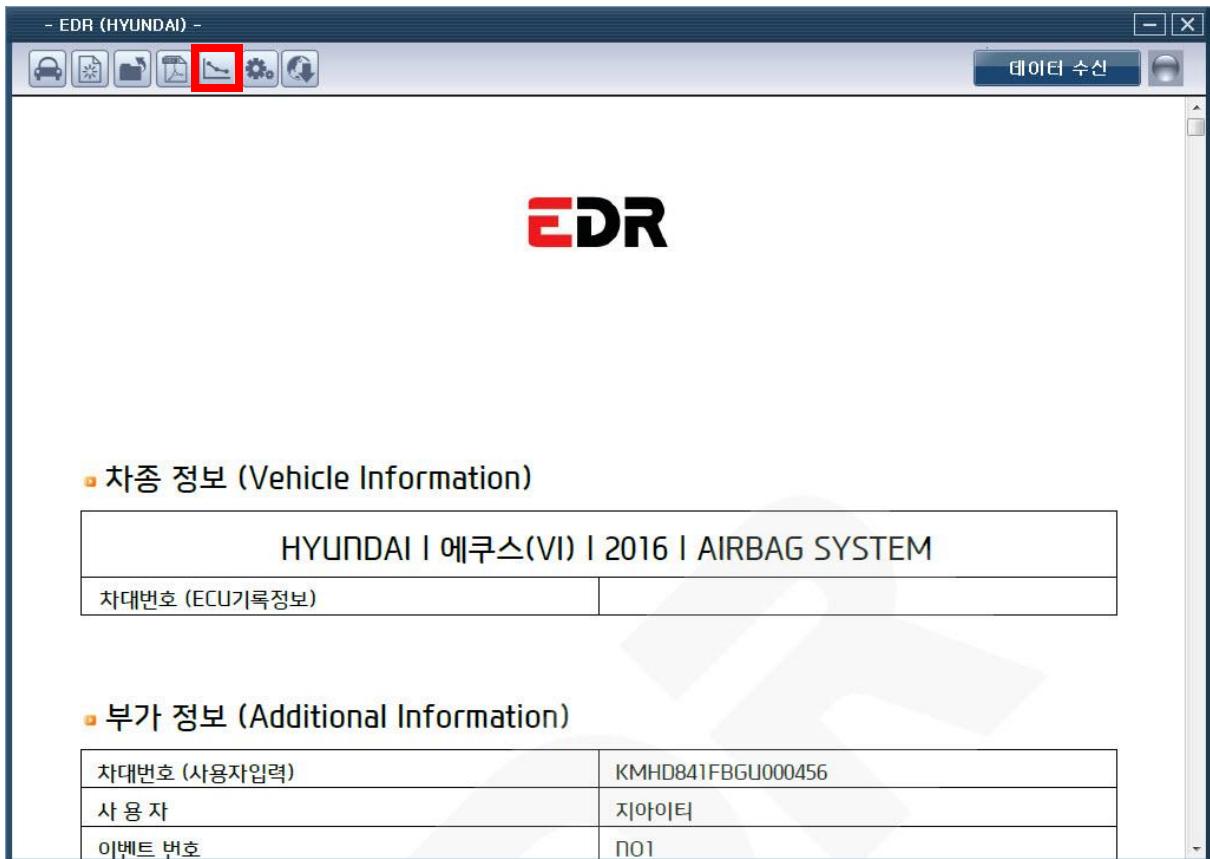 - EDR (HYUNDAI) -
데이터 수신
EDR
차종 정보 (Vehicle Information)
HYUNDAI | 에쿠스(VI) | 2016 | AIRBAG SYSTEM
차대번호 (ECU기록정보)
부가 정보 (Additional Information)
차대번호 (사용자입력) KMHD841FBGU000456
사 용 자 지아이티
이벤트 번호 NO1